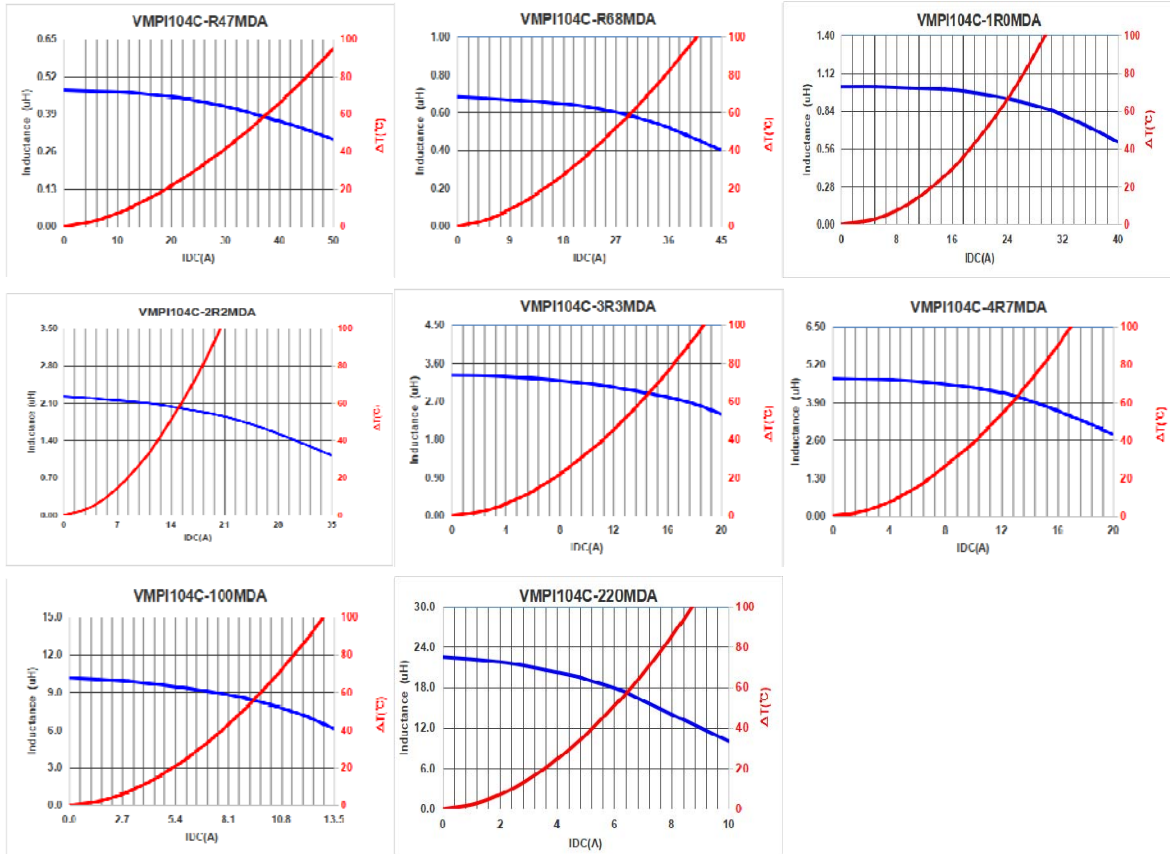 VMPI104C-R47MDA
Inductance (uH)
0.65
0.52
0.39
0.26
0.13
0.00
0 10 20 30 40 50
IDC(A)
100
80
60
40
20
0
ΔT(℃)
VMPI104C-R68MDA
Inductance (uH)
1.00
0.80
0.60
0.40
0.20
0.00
0 9 18 27 36 45
IDC(A)
100
80
60
40
20
0
ΔT(℃)
VMPI104C-1R0MDA
Inductance (uH)
1.40
1.12
0.84
0.56
0.28
0.00
0 8 16 24 32 40
IDC(A)
100
80
60
40
20
0
ΔT(℃)
VMPI104C-2R2MDA
Inductance (uH)
3.50
2.80
2.10
1.40
0.70
0.00
0 7 14 21 28 35
IDC(A)
100
80
60
40
20
0
ΔT(℃)
VMPI104C-3R3MDA
Inductance (uH)
4.50
3.60
2.70
1.80
0.90
0.00
0 4 8 12 16 20
IDC(A)
100
80
60
40
20
0
ΔT(℃)
VMPI104C-4R7MDA
Inductance (uH)
6.50
5.20
3.90
2.60
1.30
0.00
0 4 8 12 16 20
IDC(A)
100
80
60
40
20
0
ΔT(℃)
VMPI104C-100MDA
Inductance (uH)
15.0
12.0
9.0
6.0
3.0
0.0
0.0 2.7 5.4 8.1 10.8 13.5
IDC(A)
100
80
60
40
20
0
ΔT(℃)
VMPI104C-220MDA
Inductance (uH)
30.0
24.0
18.0
12.0
6.0
0.0
0 2 4 6 8 10
IDC(A)
100
80
60
40
20
0
ΔT(℃)